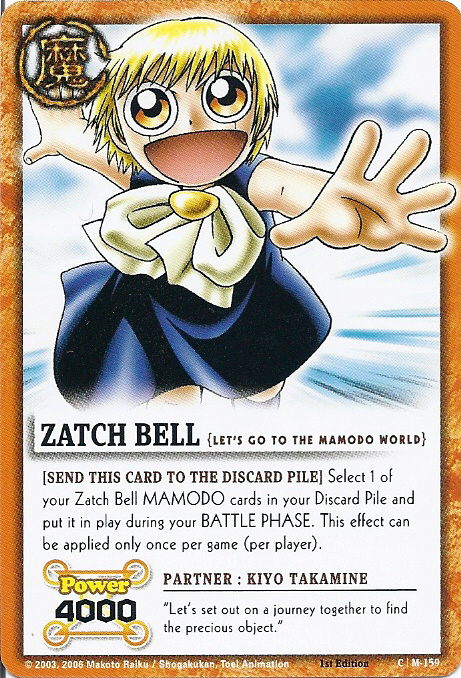 魔
ZATCH BELL {LET'S GO TO THE MAMODO WORLD}
[SEND THIS CARD TO THE DISCARD PILE] Select 1 of
your Zatch Bell MAMODO cards in your Discard Pile and
put it in play during your BATTLE PHASE. This effect can
be applied only once per game (per player).
Power
4000
PARTNER : KIYO TAKAMINE
"Let's set out on a journey together to find
the precious object."
© 2003, 2006 Makoto Raiku / Shogakukan, Toei Animation 1st Edition C | M-159